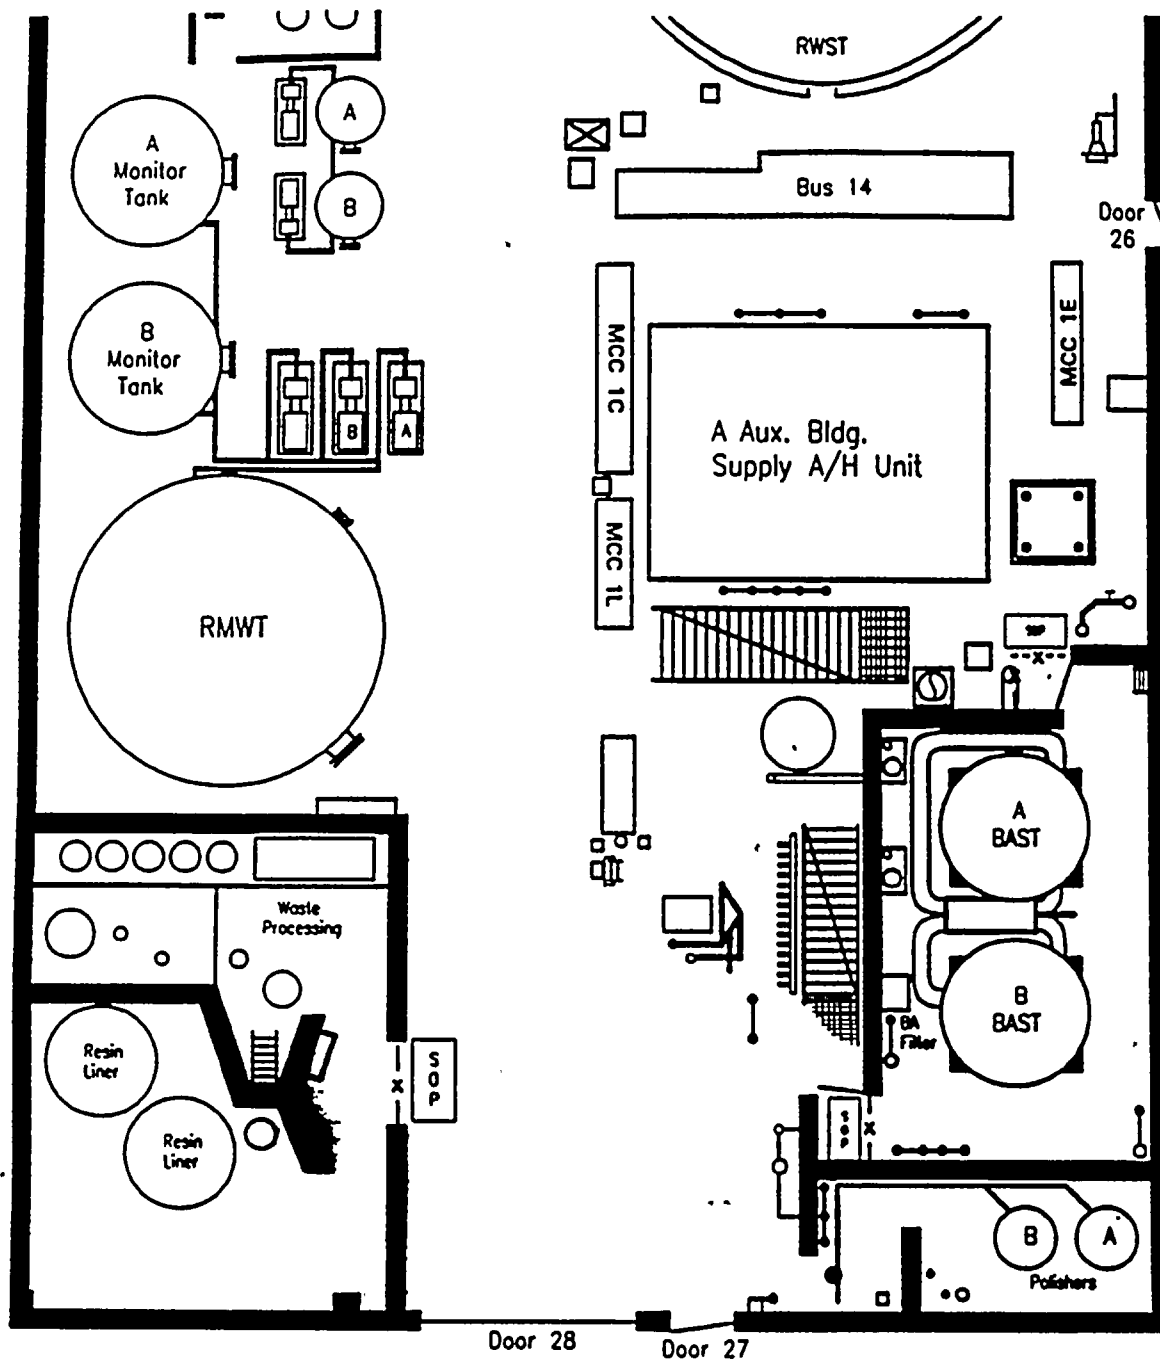 RWST
A
A
Monitor
Tank
Bus 14
B
Door
26
B
Monitor
Tank
MCC 1C
MCC 1E
B
A
A Aux. Bldg.
Supply A/H Unit
MCC 1L
RMWT
SOP
X
A
BAST
Waste
Processing
B
BAST
BA
Filter
Resin
Liner
X
S
O
P
Resin
Liner
S
O
P
X
B
A
Polishers
Door 28
Door 27